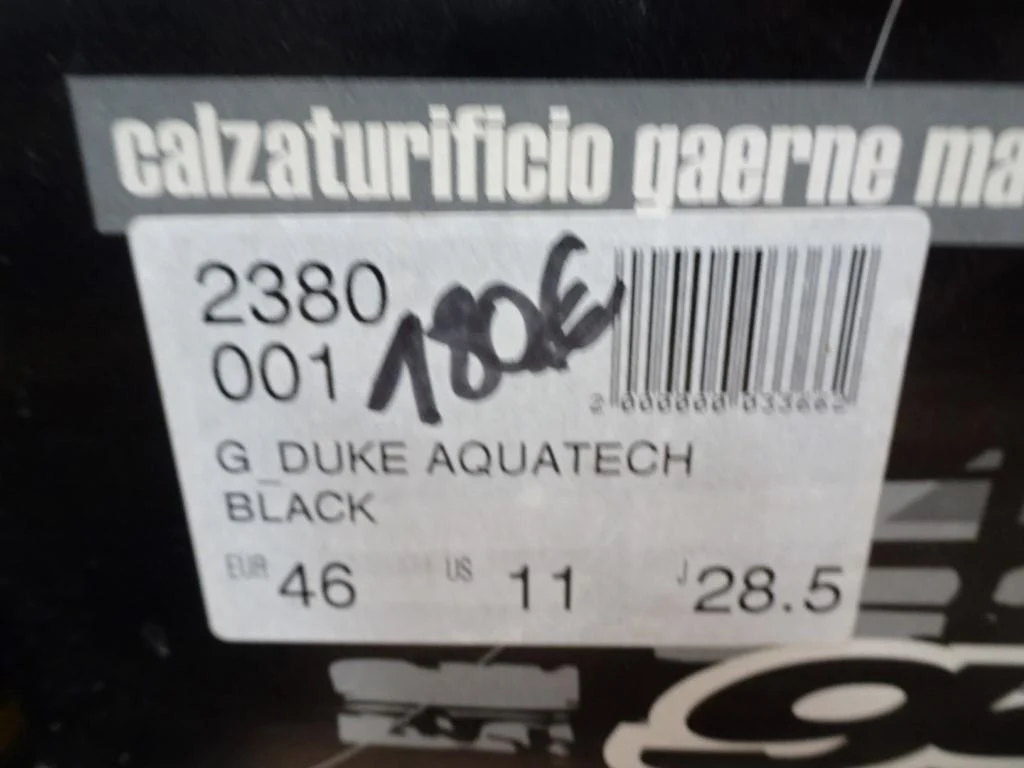 calzaturificio gaerne ma
2380
001
180€
G_DUKE AQUATECH
BLACK
EUR 46 US 11 J 28.5